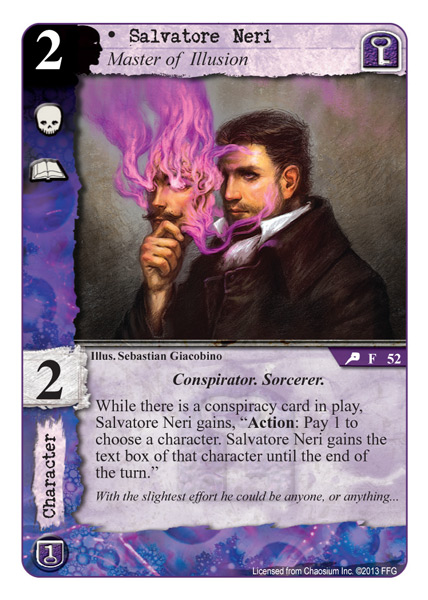 2
• Salvatore Neri
Master of Illusion
Illus. Sebastian Giacobino
F 52
2
Conspirator. Sorcerer.
While there is a conspiracy card in play,
Salvatore Neri gains, “Action: Pay 1 to
choose a character. Salvatore Neri gains the
text box of that character until the end of
the turn.”
With the slightest effort he could be anyone, or anything...
Character
1
Licensed from Chaosium Inc. ©2013 FFG